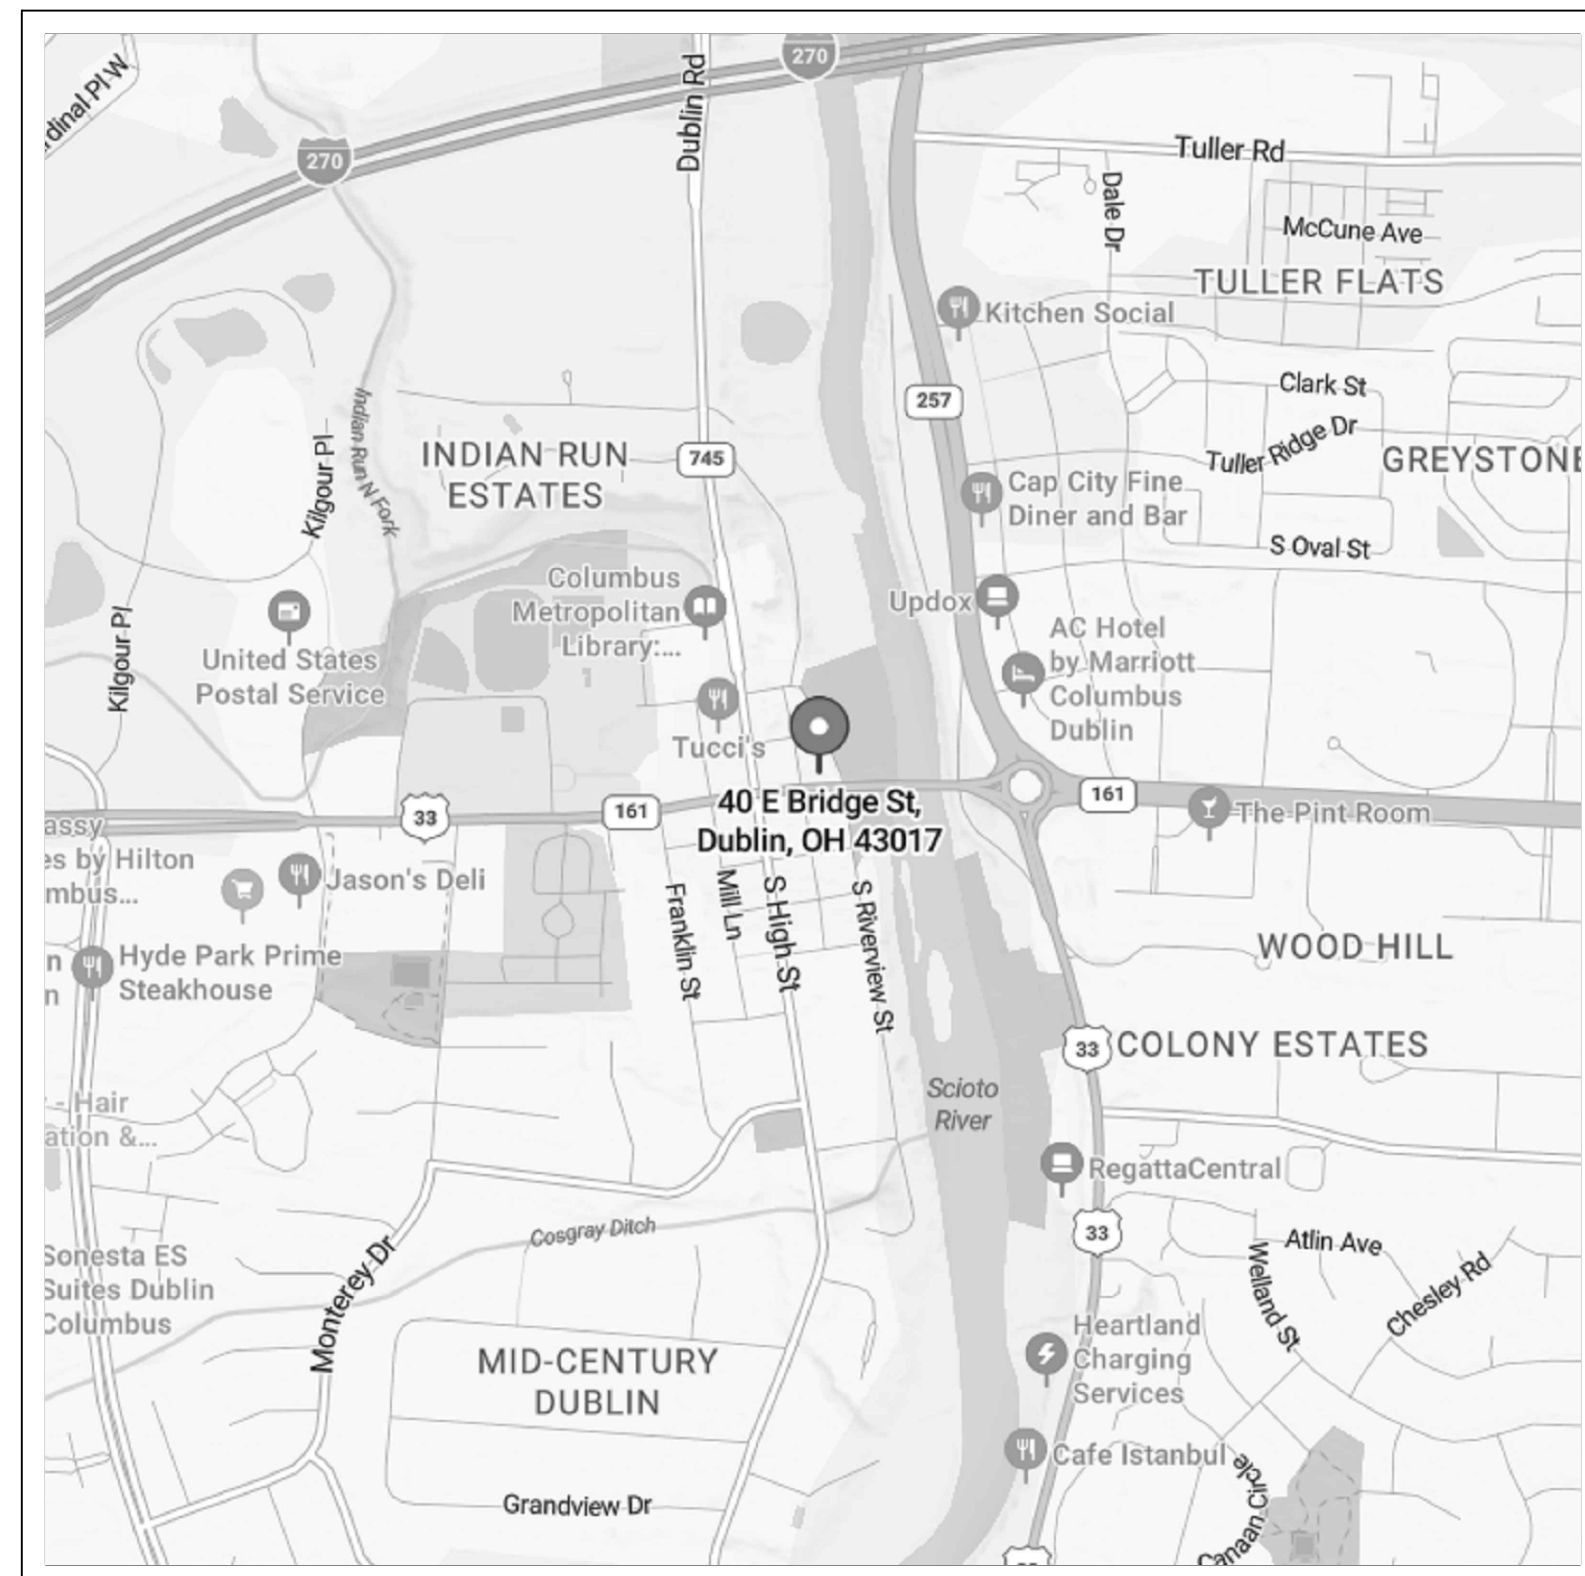 270
Dublin Rd
dinal Pl W
270
Tuller Rd
Dale Dr
McCune Ave
TULLER FLATS
Kitchen Social
Clark St
257
Tuller Ridge Dr
GREYSTONE
Indian Run N Fork
Kilgour Pl
INDIAN RUN
ESTATES
745
Cap City Fine
Diner and Bar
S Oval St
Columbus
Metropolitan
Library:...
Updox
AC Hotel
by Marriott
Columbus
Dublin
Kilgour Pl
United States
Postal Service
Tucci's
33
161
40 E Bridge St,
Dublin, OH 43017
161
The Pint Room
assy
es by Hilton
mbus...
Jason's Deli
Franklin St
Mill Ln
S High St
S Riverview St
n
n
Hyde Park Prime
Steakhouse
WOOD HILL
33
COLONY ESTATES
Scioto
River
- Hair
ation &...
RegattaCentral
Cosgray Ditch
33
Atlin Ave
Welland St
Chesley Rd
Sonesta ES
Suites Dublin
Columbus
Monterey Dr
Heartland
Charging
Services
MID-CENTURY
DUBLIN
Cafe Istanbul
Canaan Circle
Grandview Dr